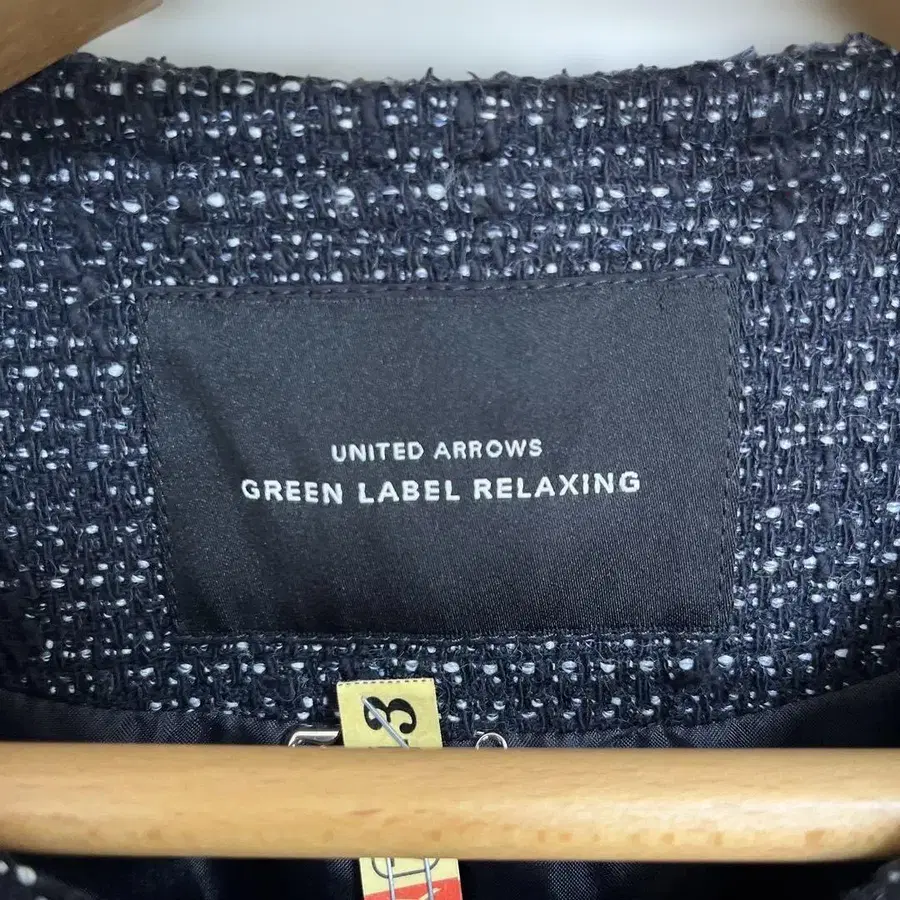 UNITED ARROWS
GREEN LABEL RELAXING
3